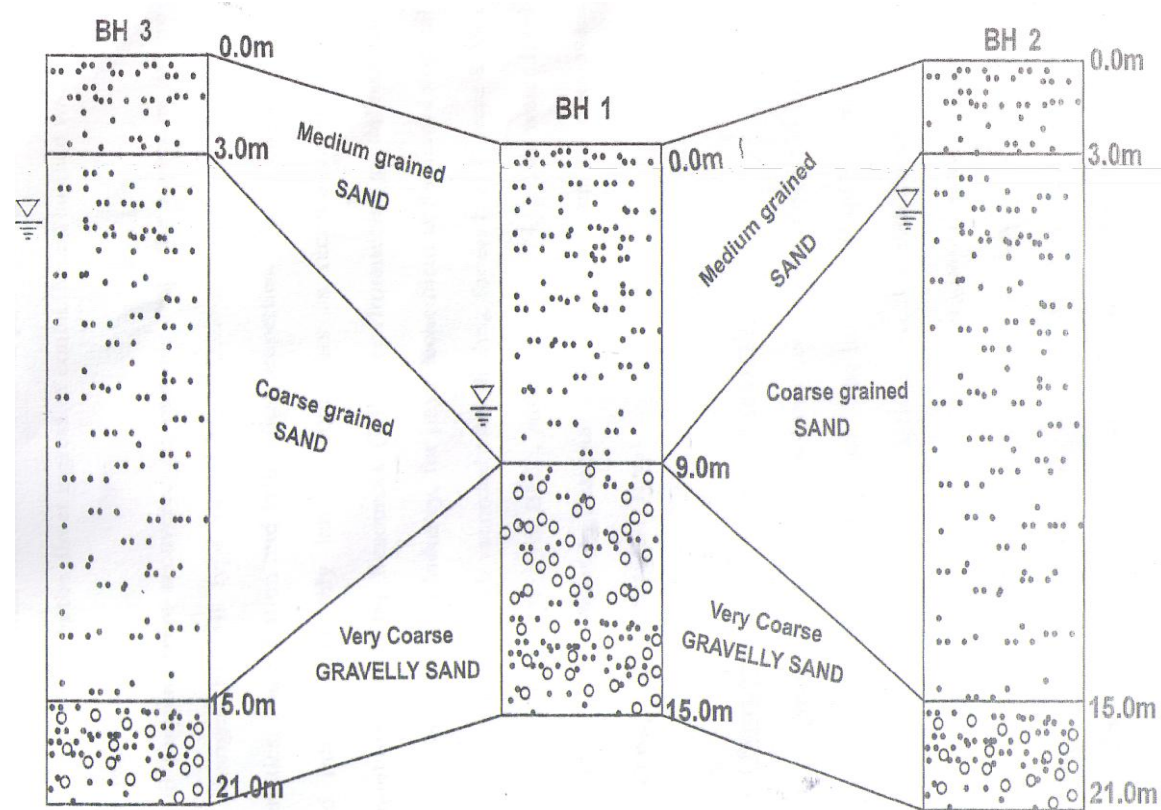 BH 3
0.0m
BH 2
0.0m
BH 1
0.0m
3.0m
3.0m
Medium grained
SAND
Medium grained
SAND
Coarse grained
SAND
Coarse grained
SAND
9.0m
Very Coarse
GRAVELLY SAND
Very Coarse
GRAVELLY SAND
15.0m
15.0m
15.0m
21.0m
21.0m